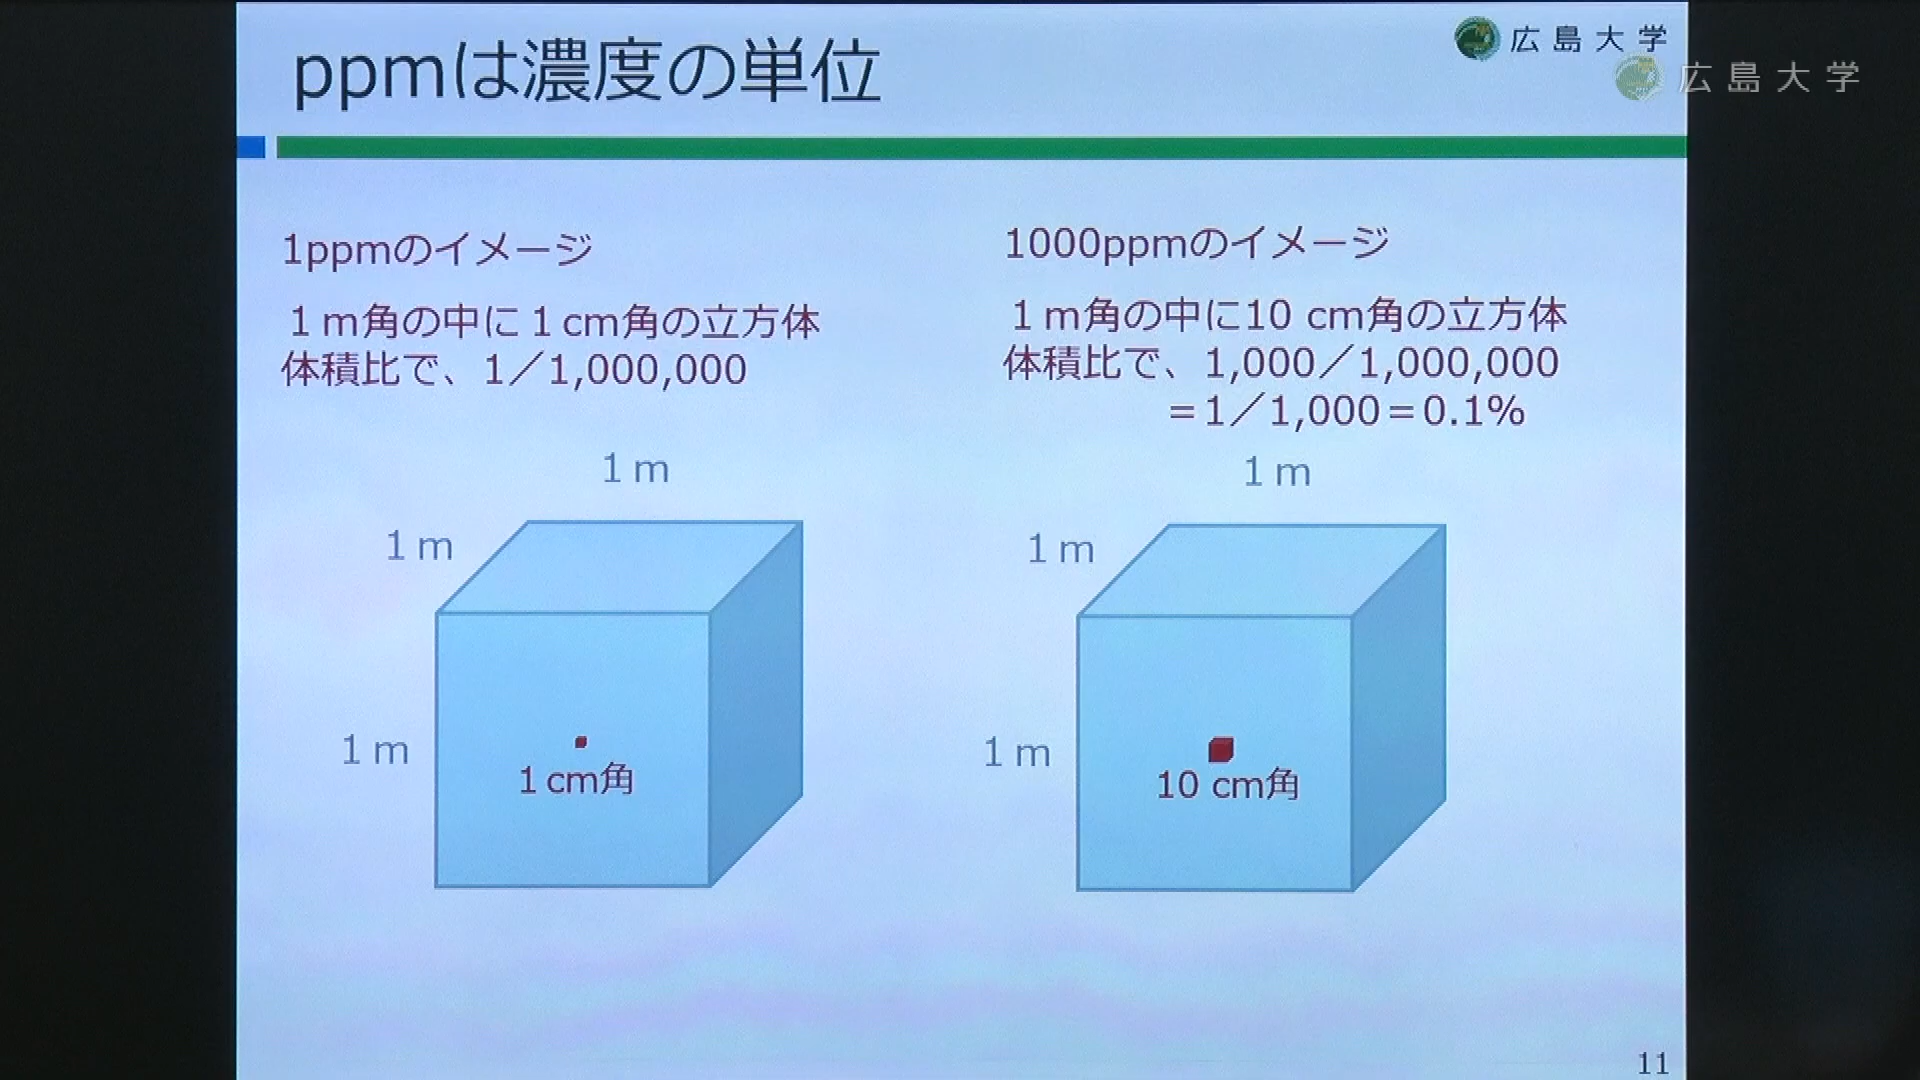 ppmは濃度の単位
広島大学
広島大学
1ppmのイメージ
１m角の中に１cm角の立方体
体積比で、1／1,000,000
1000ppmのイメージ
１m角の中に10 cm角の立方体
体積比で、1,000／1,000,000
＝1／1,000＝0.1%
1 m
1 m
1 m
1 cm角
1 m
1 m
1 m
10 cm角
11